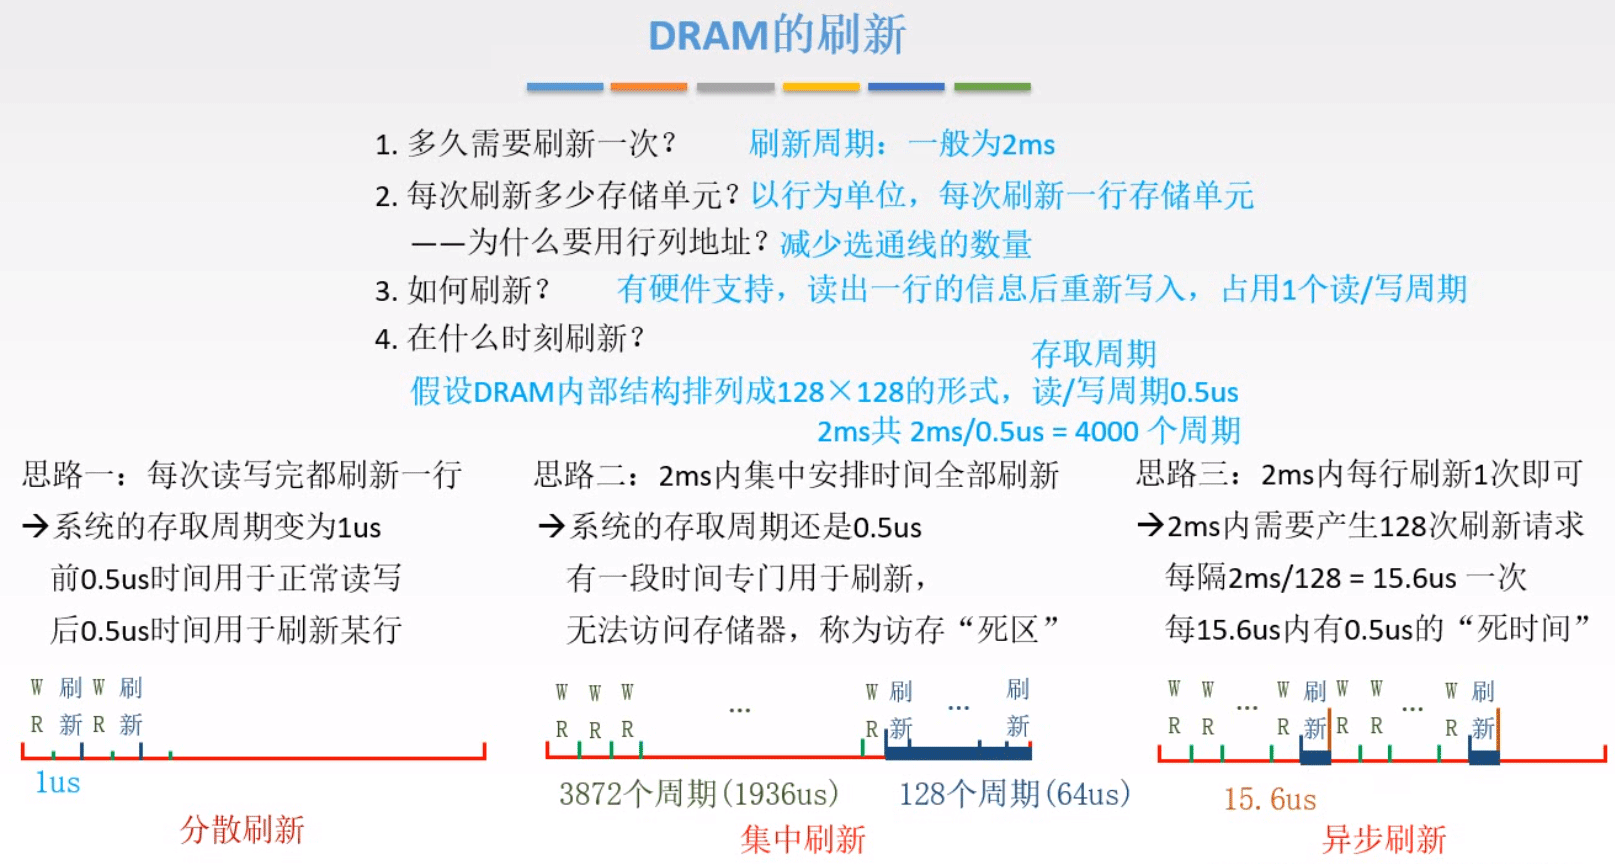 DRAM的刷新
1. 多久需要刷新一次？ 刷新周期：一般为2ms
2. 每次刷新多少存储单元？以行为单位，每次刷新一行存储单元
——为什么要用行列地址？减少选通线的数量
3. 如何刷新？ 有硬件支持，读出一行的信息后重新写入，占用1个读/写周期
4. 在什么时刻刷新？
存取周期
假设DRAM内部结构排列成128×128的形式，读/写周期0.5us
2ms共 2ms/0.5us = 4000 个周期
思路一：每次读写完都刷新一行
→系统的存取周期变为1us
前0.5us时间用于正常读写
后0.5us时间用于刷新某行
W 刷 W 刷
R 新 R 新
1us
分散刷新
思路二：2ms内集中安排时间全部刷新
→系统的存取周期还是0.5us
有一段时间专门用于刷新，
无法访问存储器，称为访存“死区”
W W W ... W 刷 ... 刷
R R R R 新 新
3872个周期(1936us) 128个周期(64us)
集中刷新
思路三：2ms内每行刷新1次即可
→2ms内需要产生128次刷新请求
每隔2ms/128 = 15.6us 一次
每15.6us内有0.5us的“死时间”
W W ... W 刷 W W ... W 刷
R R R 新 R R R 新
15.6us
异步刷新